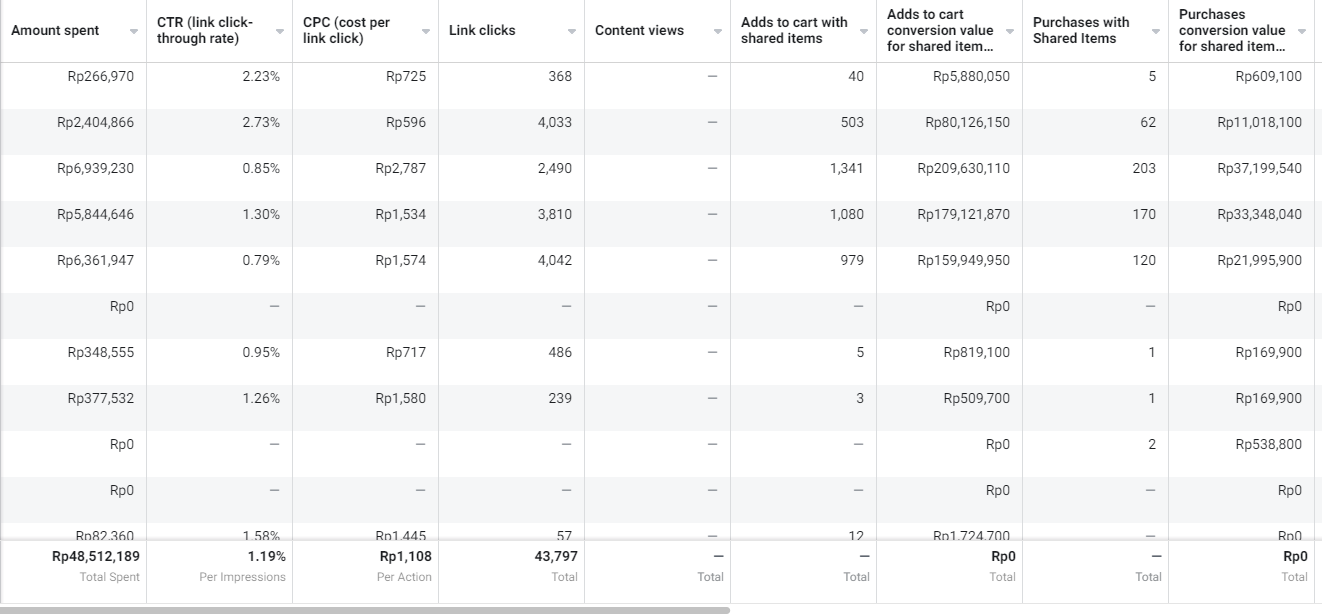 Amount spent CTR (link click-through rate) CPC (cost per link click) Link clicks Content views Adds to cart with shared items Adds to cart conversion value for shared item... Purchases with Shared Items Purchases conversion value for shared item...
Rp266,970 2.23% Rp725 368 — 40 Rp5,880,050 5 Rp609,100
Rp2,404,866 2.73% Rp596 4,033 — 503 Rp80,126,150 62 Rp11,018,100
Rp6,939,230 0.85% Rp2,787 2,490 — 1,341 Rp209,630,110 203 Rp37,199,540
Rp5,844,646 1.30% Rp1,534 3,810 — 1,080 Rp179,121,870 170 Rp33,348,040
Rp6,361,947 0.79% Rp1,574 4,042 — 979 Rp159,949,950 120 Rp21,995,900
Rp0 — — — — — Rp0 — Rp0
Rp348,555 0.95% Rp717 486 — 5 Rp819,100 1 Rp169,900
Rp377,532 1.26% Rp1,580 239 — 3 Rp509,700 1 Rp169,900
Rp0 — — — — — Rp0 2 Rp538,800
Rp0 — — — — — Rp0 — Rp0
Rp82,360 1.58% Rp1,445 57 — 12 Rp1,724,700 — Rp0
Rp48,512,189 1.19% Rp1,108 43,797 — — Rp0 — Rp0
Total Spent Per Impressions Per Action Total Total Total Total Total Total